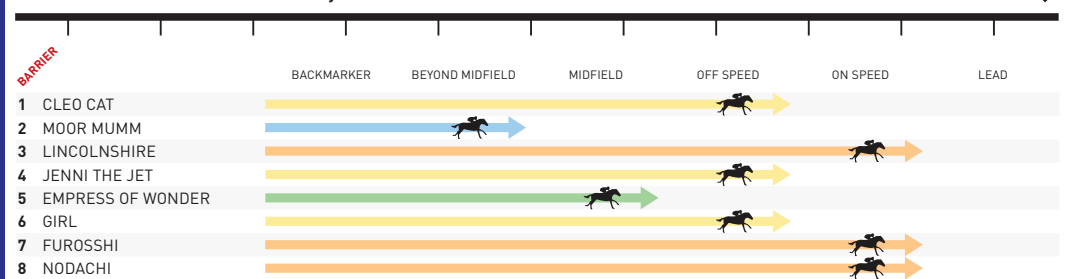 BARRIER
BACKMARKER BEYOND MIDFIELD MIDFIELD OFF SPEED ON SPEED LEAD
1 CLEO CAT
2 MOOR MUMM
3 LINCOLNSHIRE
4 JENNI THE JET
5 EMPRESS OF WONDER
6 GIRL
7 FUROSSHI
8 NODACHI